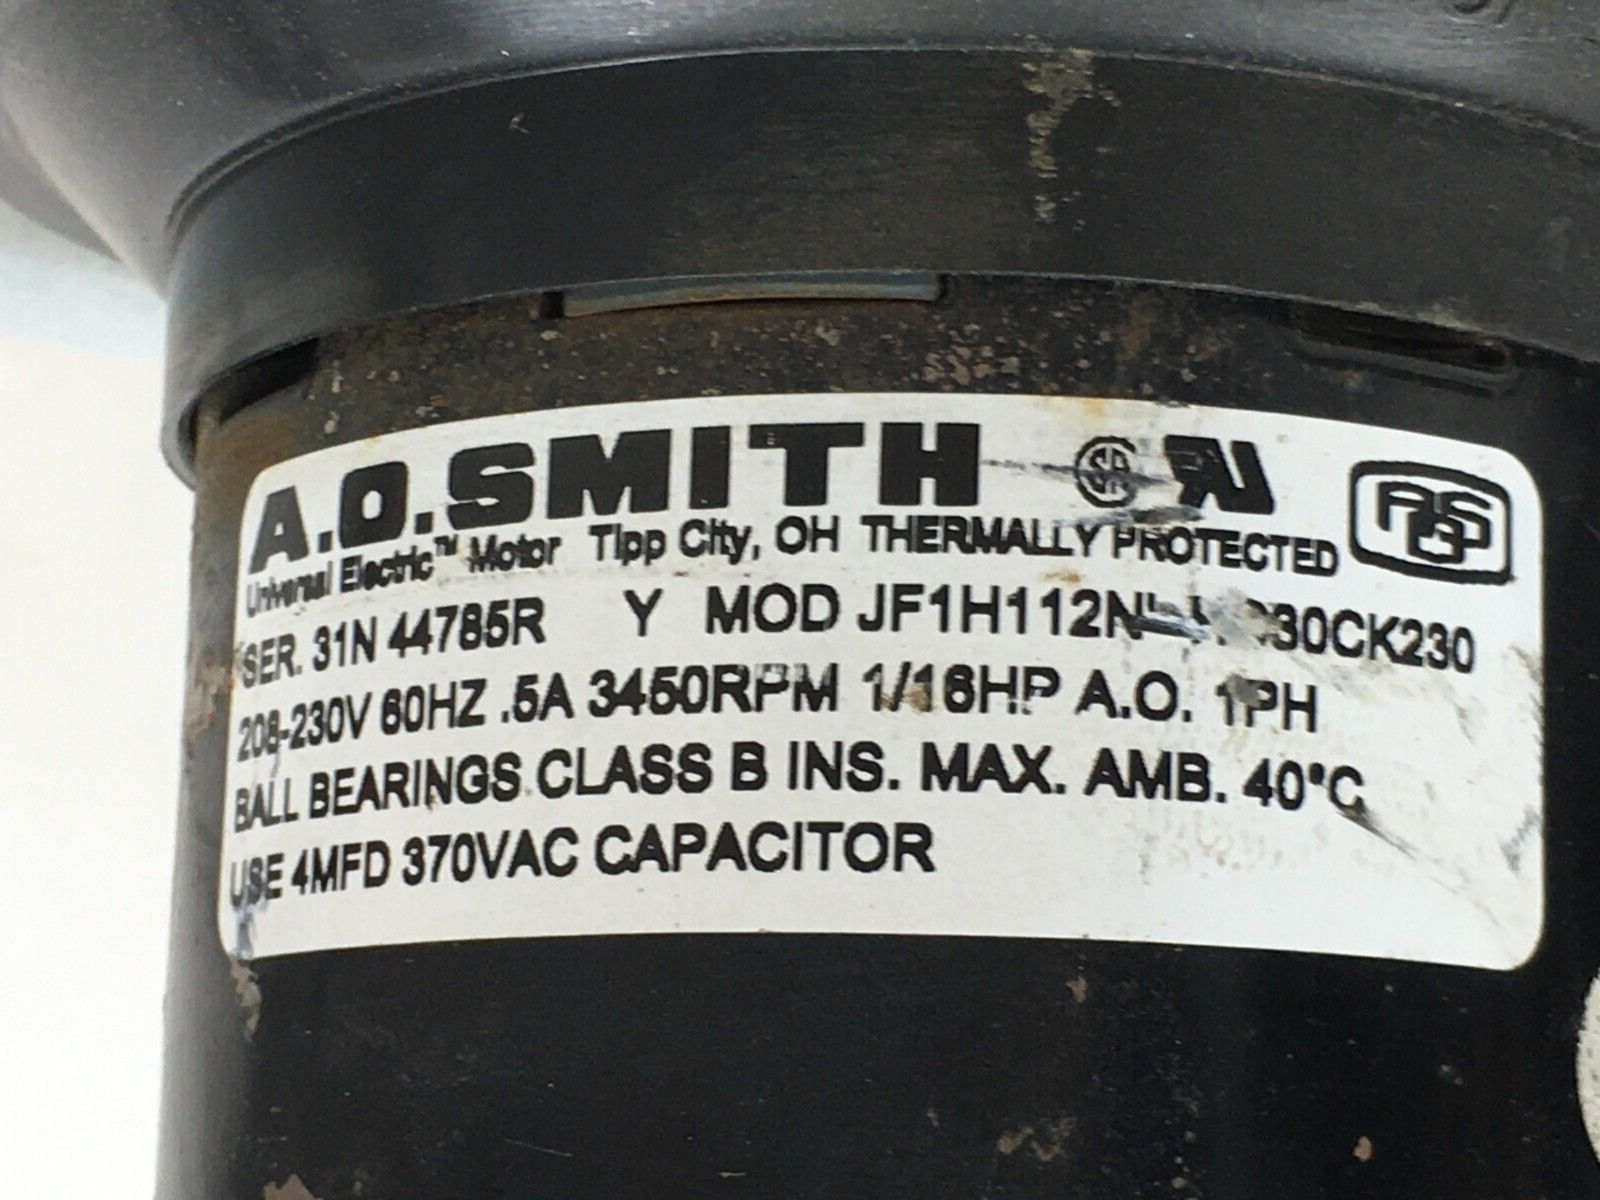 A.O.SMITH SA
Universal Electric™ Motor Tipp City, OH THERMALLY PROTECTED
SER. 31N 44785R Y MOD
208-230V 60HZ .5A 3450RPM 1/16HP A.O. 1PH
BALL BEARINGS CLASS B INS. MAX. AMB. 40°C
USE 4MFD 370VAC CAPACITOR